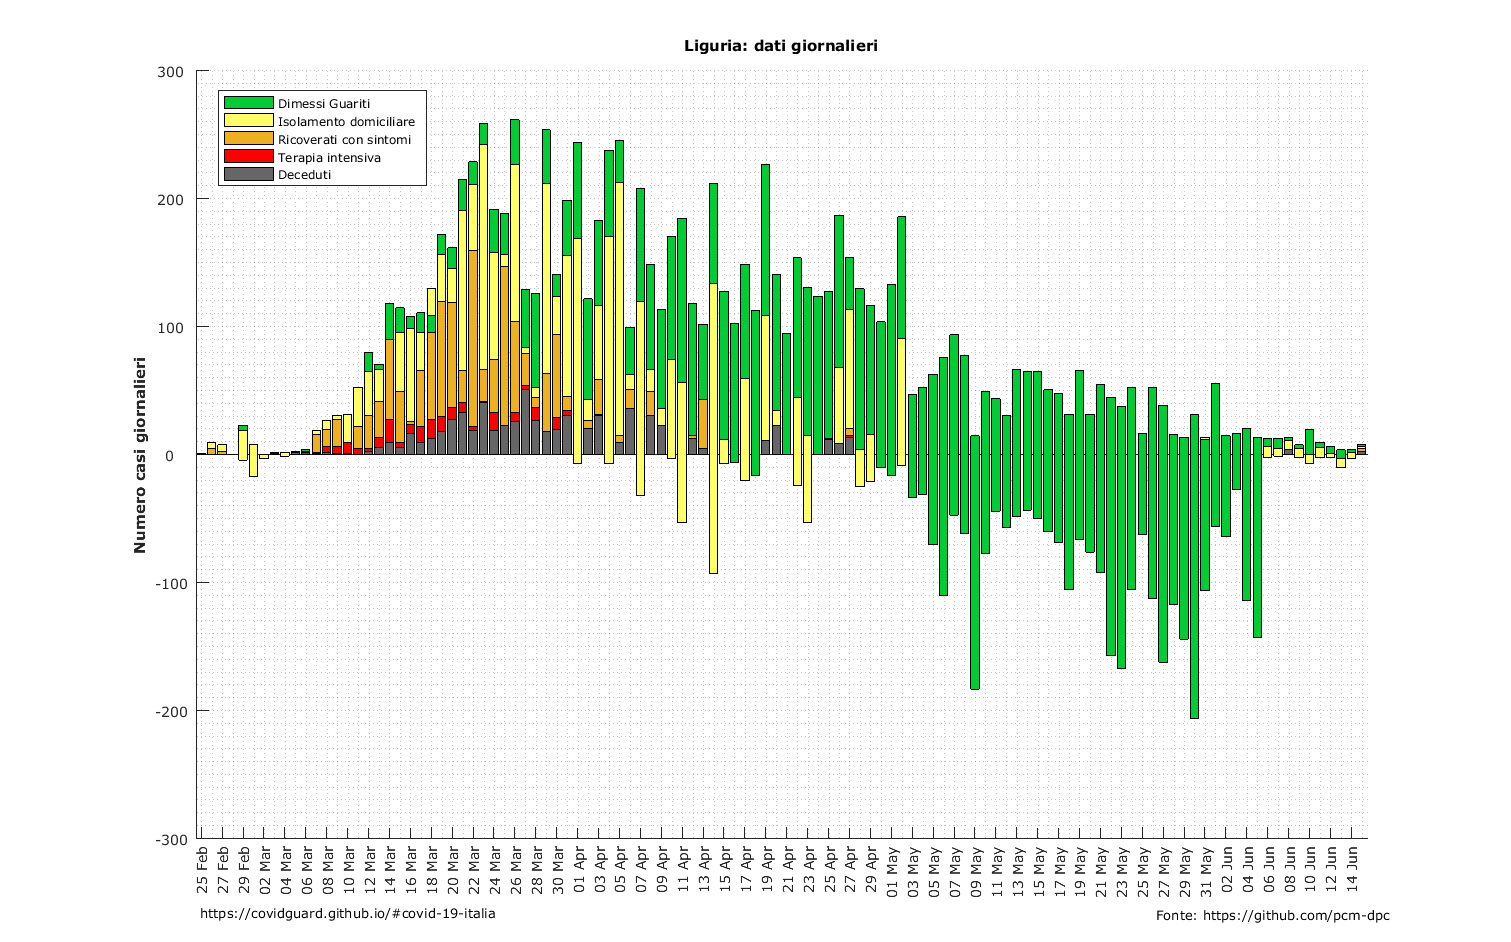 Liguria: dati giornalieri
300
200
100
0
-100
-200
-300
Numero casi giornalieri
Dimessi Guariti
Isolamento domiciliare
Ricoverati con sintomi
Terapia intensiva
Deceduti
25 Feb
27 Feb
29 Feb
02 Mar
04 Mar
06 Mar
08 Mar
10 Mar
12 Mar
14 Mar
16 Mar
18 Mar
20 Mar
22 Mar
24 Mar
26 Mar
28 Mar
30 Mar
01 Apr
03 Apr
05 Apr
07 Apr
09 Apr
11 Apr
13 Apr
15 Apr
17 Apr
19 Apr
21 Apr
23 Apr
25 Apr
27 Apr
29 Apr
01 May
03 May
05 May
07 May
09 May
11 May
13 May
15 May
17 May
19 May
21 May
23 May
25 May
27 May
29 May
31 May
02 Jun
04 Jun
06 Jun
08 Jun
10 Jun
12 Jun
14 Jun
https://covidguard.github.io/#covid-19-italia
Fonte: https://github.com/pcm-dpc